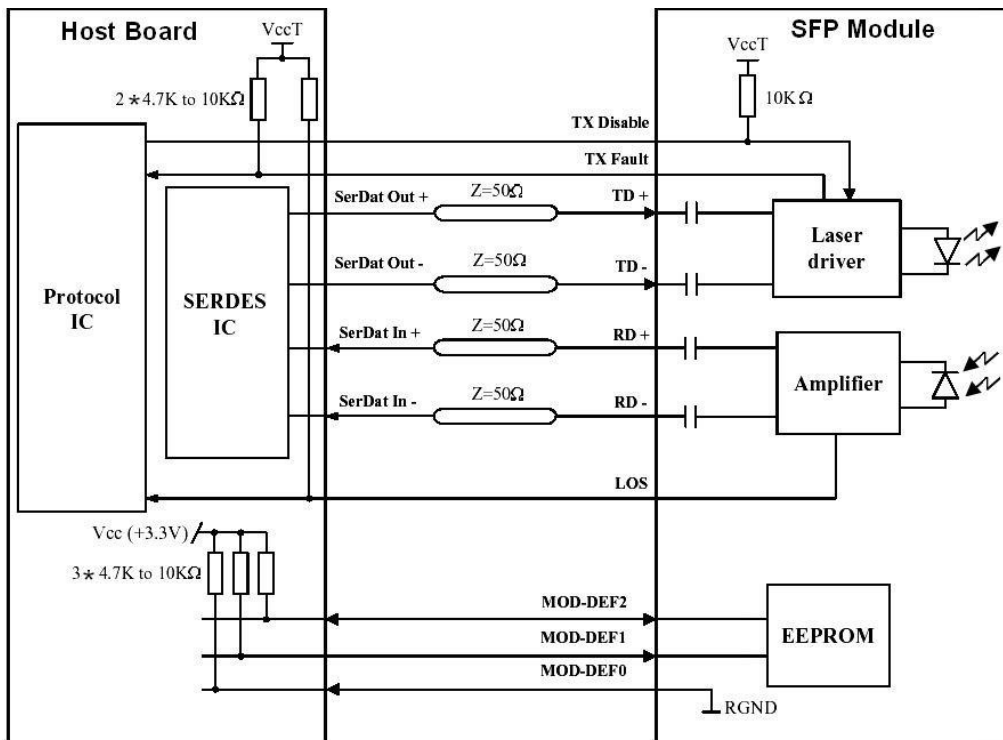 Host Board
SFP Module
VccT
VccT
2*4.7K to 10KΩ
10KΩ
TX Disable
TX Fault
SerDat Out +
Z=50Ω
TD +
SerDat Out -
Z=50Ω
TD -
Laser
driver
Protocol
IC
SERDES
IC
SerDat In +
Z=50Ω
RD +
SerDat In -
Z=50Ω
RD -
Amplifier
LOS
Vcc (+3.3V)
3*4.7K to 10KΩ
MOD-DEF2
MOD-DEF1
MOD-DEF0
EEPROM
RGND